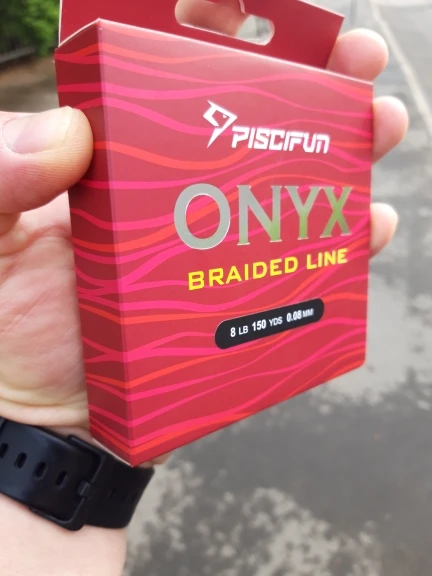 PISCIFUN
ONYX
BRAIDED LINE
8 LB 150 YDS 0.08 MM